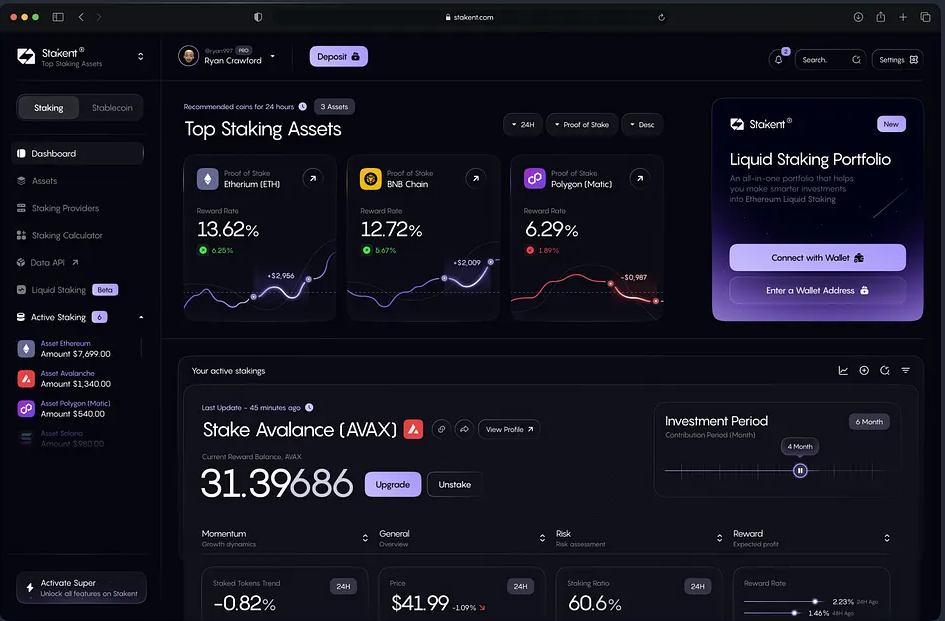 stakent.com
Stakent®
Top Staking Assets
Staking
Stablecoin
Dashboard
Assets
Staking Providers
Staking Calculator
Data API
Liquid Staking Beta
Active Staking 6
Asset Ethereum
Amount $7,699.00
Asset Avalanche
Amount $1,340.00
Asset Polygon (Matic)
Amount $540.00
Asset Solana
Amount $980.00
Activate Super
Unlock all features on Stakent
@ryan997 PRO
Ryan Crawford
Deposit
2
Search.
Settings
Recommended coins for 24 hours
3 Assets
Top Staking Assets
24H
Proof of Stake
Desc
Proof of Stake
Etherium (ETH)
Reward Rate
13.62%
6.25%
+$2,956
Proof of Stake
BNB Chain
Reward Rate
12.72%
5.67%
+$2,009
Proof of Stake
Polygon (Matic)
Reward Rate
6.29%
1.89%
-$0,987
Stakent®
New
Liquid Staking Portfolio
An all-in-one portfolio that helps
you make smarter investments
into Ethereum Liquid Staking
Connect with Wallet
Enter a Wallet Address
Your active stakings
Last Update - 45 minutes ago
Stake Avalance (AVAX)
View Profile
Current Reward Balance, AVAX
31.39686
Upgrade
Unstake
Investment Period
Contribution Period (Month)
6 Month
4 Month
Momentum
Growth dynamics
General
Overview
Risk
Risk assessment
Reward
Expected profit
Staked Tokens Trend
24H
-0.82%
Price
24H
$41.99 -1.09%
Staking Ratio
24H
60.6%
Reward Rate
2.23% 24H Ago
1.46% 48H Ago